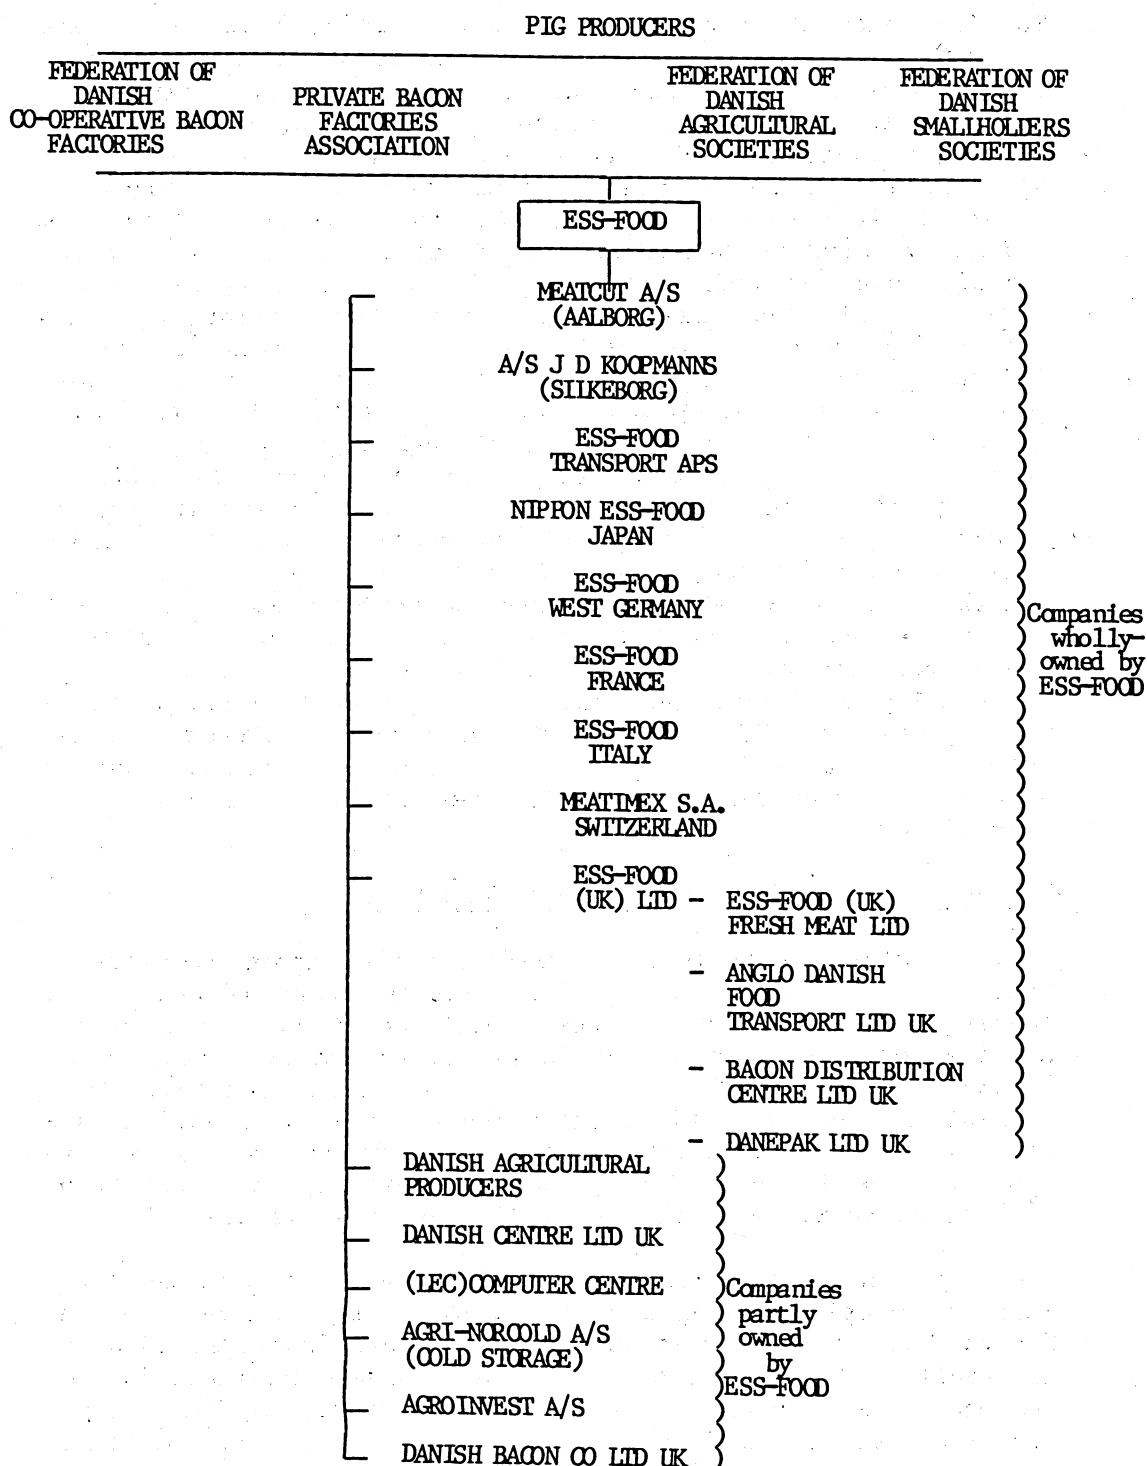 PIG PRODUCERS
FEDERATION OF
DANISH
CO-OPERATIVE BACON
FACTORIES
PRIVATE BACON
FACTORIES
ASSOCIATION
FEDERATION OF
DANISH
AGRICULTURAL
SOCIETIES
FEDERATION OF
DANISH
SMALLHOLDERS
SOCIETIES
ESS-FOOD
MEATCUT A/S
(AALBORG)
A/S J D KOOPMANNS
(SILKEBORG)
ESS-FOOD
TRANSPORT APS
NIPPON ESS-FOOD
JAPAN
ESS-FOOD
WEST GERMANY
ESS-FOOD
FRANCE
ESS-FOOD
ITALY
MEATIMEX S.A.
SWITZERLAND
ESS-FOOD
(UK) LTD - ESS-FOOD (UK)
FRESH MEAT LTD
- ANGLO DANISH
FOOD
TRANSPORT LTD UK
- BACON DISTRIBUTION
CENTRE LTD UK
- DANEPAK LTD UK
Companies
wholly-
owned by
ESS-FOOD
DANISH AGRICULTURAL
PRODUCERS
DANISH CENTRE LTD UK
(LEC)COMPUTER CENTRE
AGRI-NORCOLD A/S
(COLD STORAGE)
AGROINVEST A/S
DANISH BACON CO LTD UK
Companies
partly
owned
by
ESS-FOOD